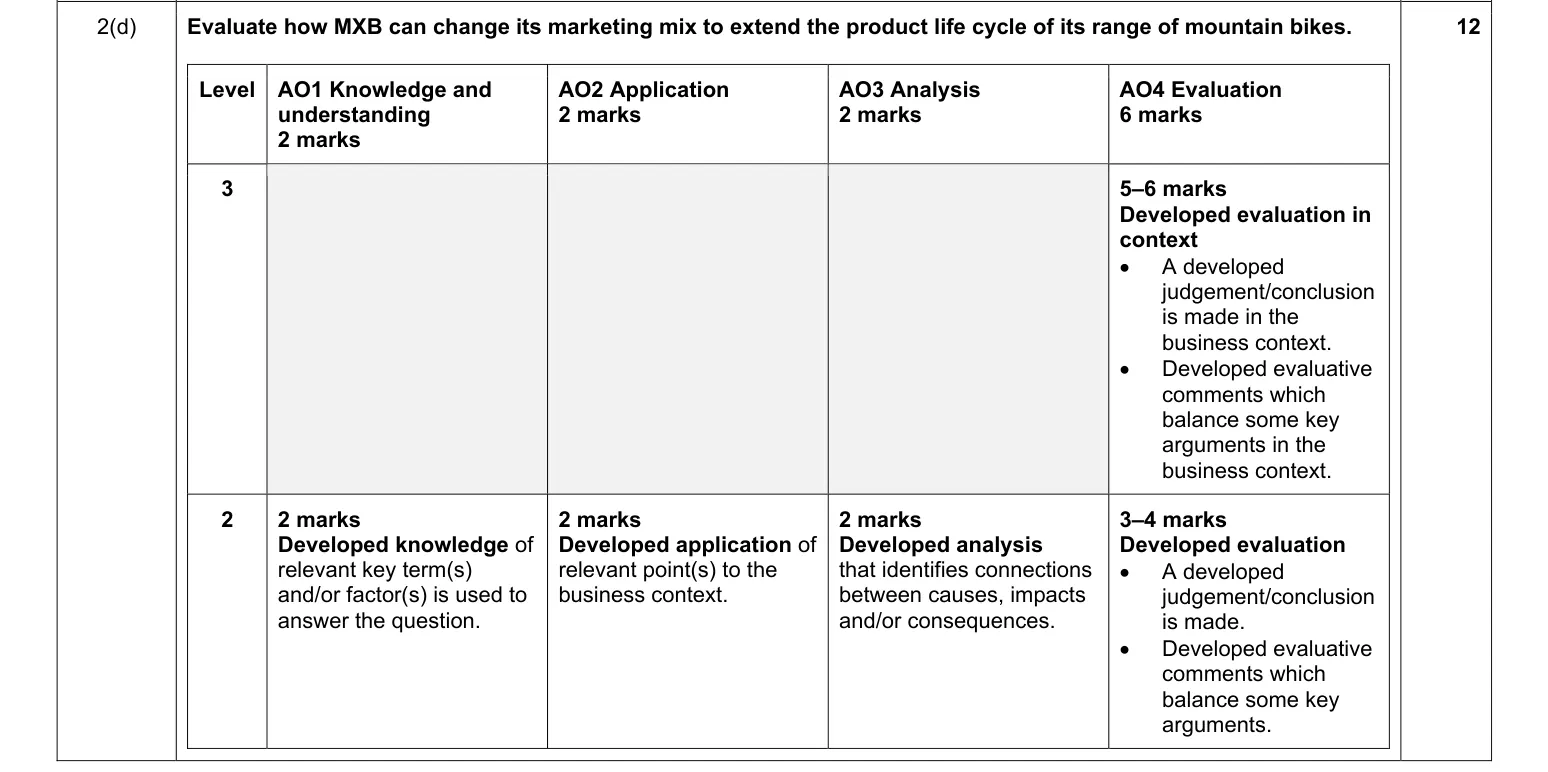 2(d)
Evaluate how MXB can change its marketing mix to extend the product life cycle of its range of mountain bikes.
12
Level
AO1 Knowledge and
understanding
2 marks
AO2 Application
2 marks
AO3 Analysis
2 marks
AO4 Evaluation
6 marks
3
5–6 marks
Developed evaluation in
context
• A developed
judgement/conclusion
is made in the
business context.
• Developed evaluative
comments which
balance some key
arguments in the
business context.
2
2 marks
Developed knowledge of
relevant key term(s)
and/or factor(s) is used to
answer the question.
2 marks
Developed application of
relevant point(s) to the
business context.
2 marks
Developed analysis
that identifies connections
between causes, impacts
and/or consequences.
3–4 marks
Developed evaluation
• A developed
judgement/conclusion
is made.
• Developed evaluative
comments which
balance some key
arguments.